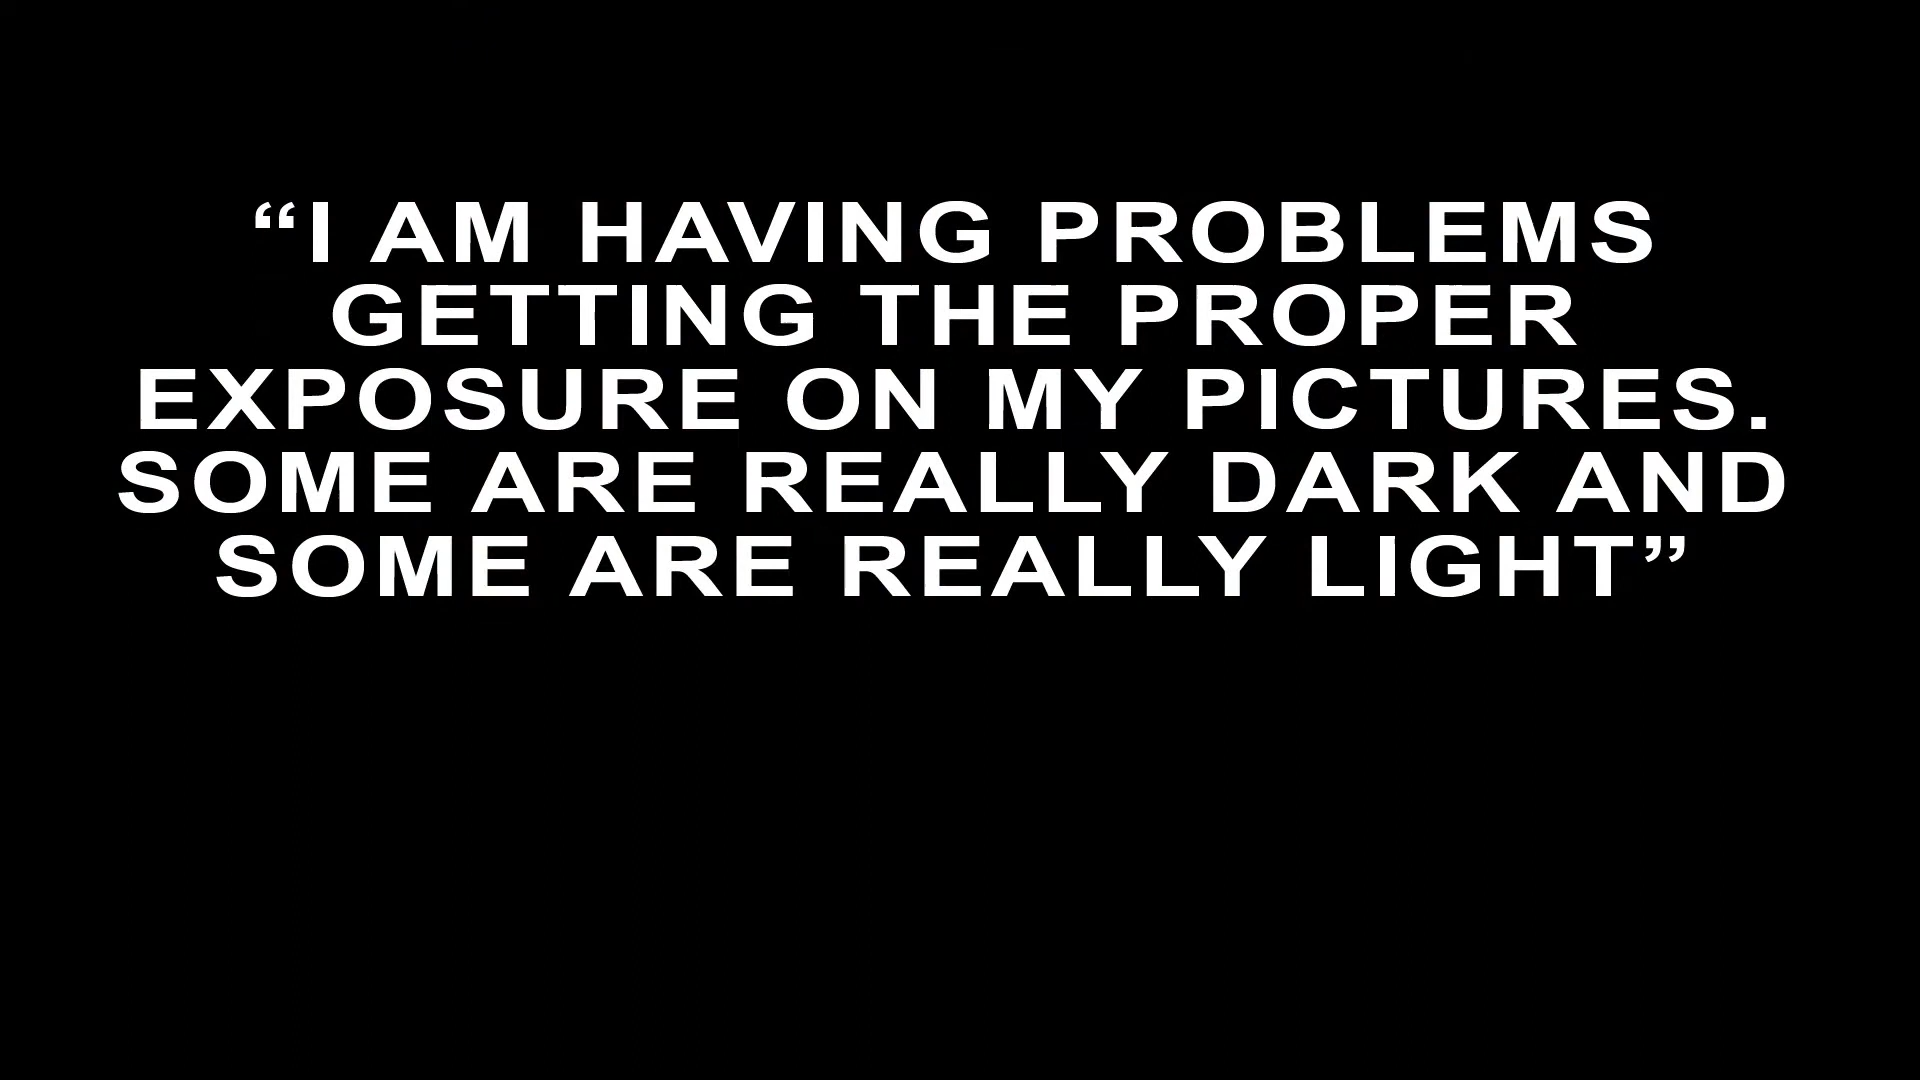 “I AM HAVING PROBLEMS
GETTING THE PROPER
EXPOSURE ON MY PICTURES.
SOME ARE REALLY DARK AND
SOME ARE REALLY LIGHT”